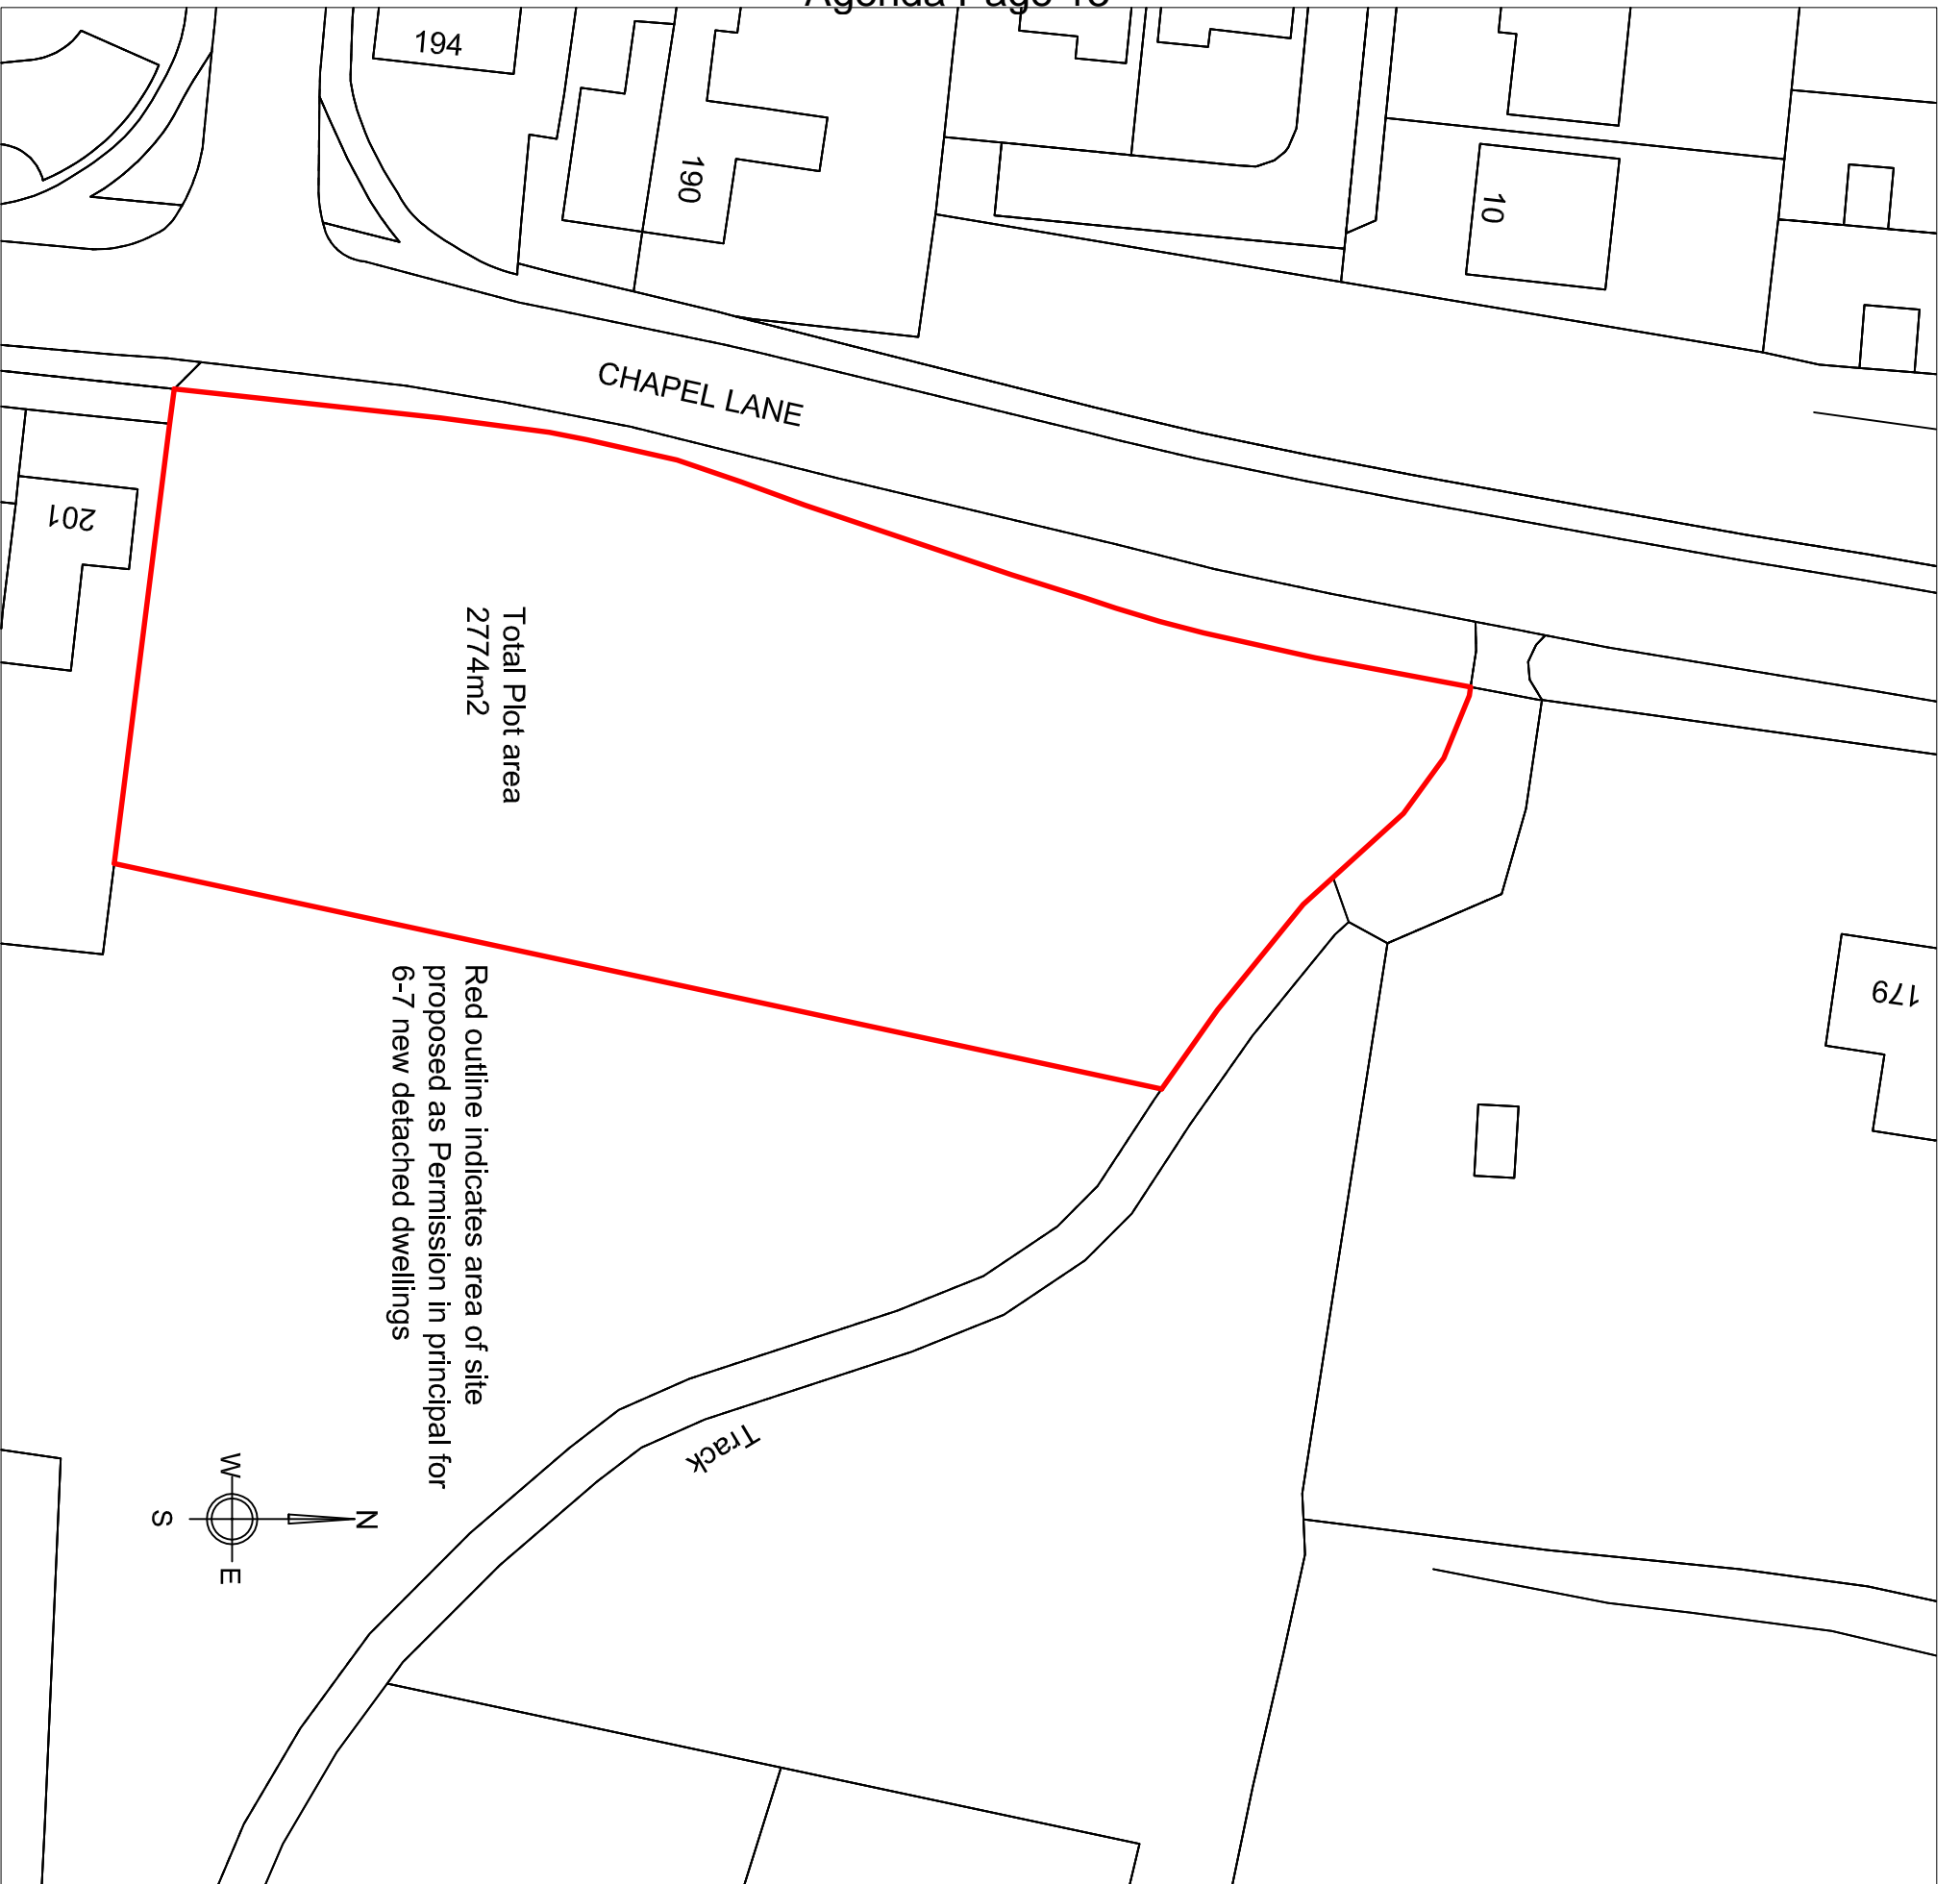 194
190
10
CHAPEL LANE
201
Total Plot area
2774m2
179
Red outline indicates area of site
proposed as Permission in principal for
6-7 new detached dwellings
Track
W
S
N
E